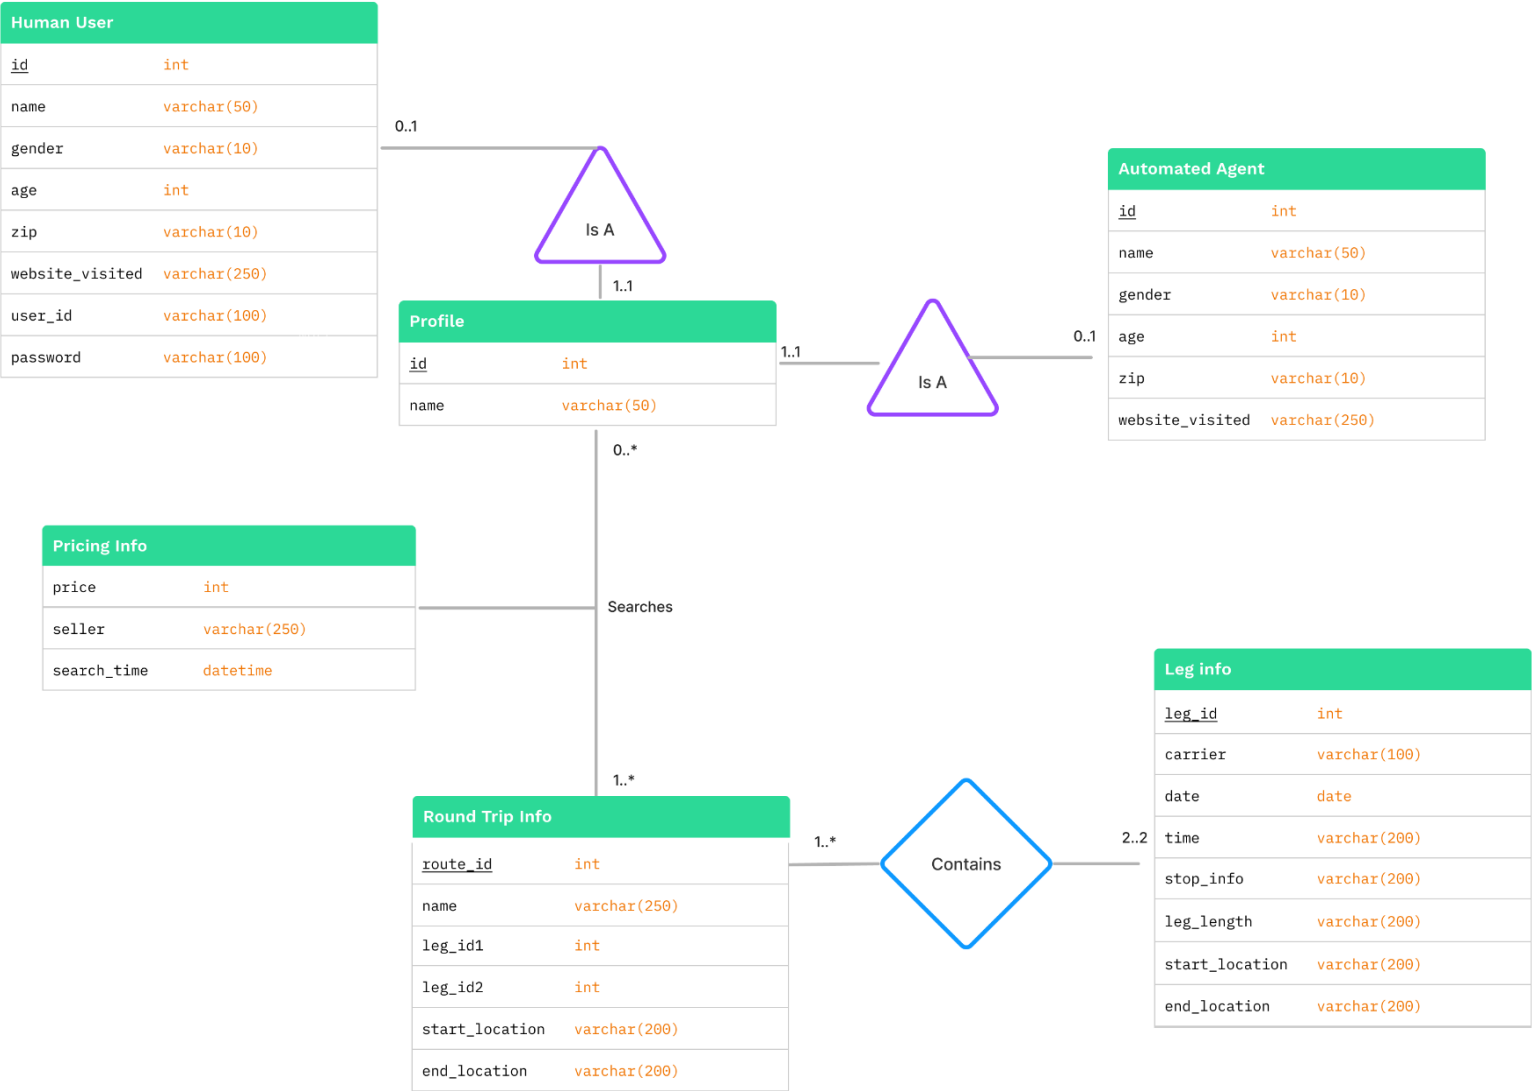 Human User
id int
name varchar(50)
gender varchar(10)
age int
zip varchar(10)
website_visited varchar(250)
user_id varchar(100)
password varchar(100)
0..1
Is A
1..1
Profile
id int
name varchar(50)
1..1
Is A
0..1
Automated Agent
id int
name varchar(50)
gender varchar(10)
age int
zip varchar(10)
website_visited varchar(250)
0..*
Pricing Info
price int
seller varchar(250)
search_time datetime
Searches
1..*
Round Trip Info
route_id int
name varchar(250)
leg_id1 int
leg_id2 int
start_location varchar(200)
end_location varchar(200)
1..*
Contains
2..2
Leg info
leg_id int
carrier varchar(100)
date date
time varchar(200)
stop_info varchar(200)
leg_length varchar(200)
start_location varchar(200)
end_location varchar(200)